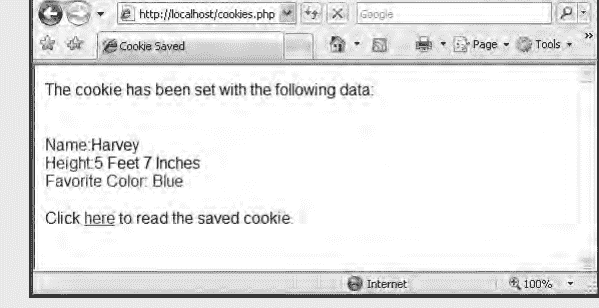 http://localhost/cookies.php
Google
Cookie Saved
Page
Tools
»
The cookie has been set with the following data:
Name:Harvey
Height:5 Feet 7 Inches
Favorite Color: Blue
Click here to read the saved cookie.
Internet
100%